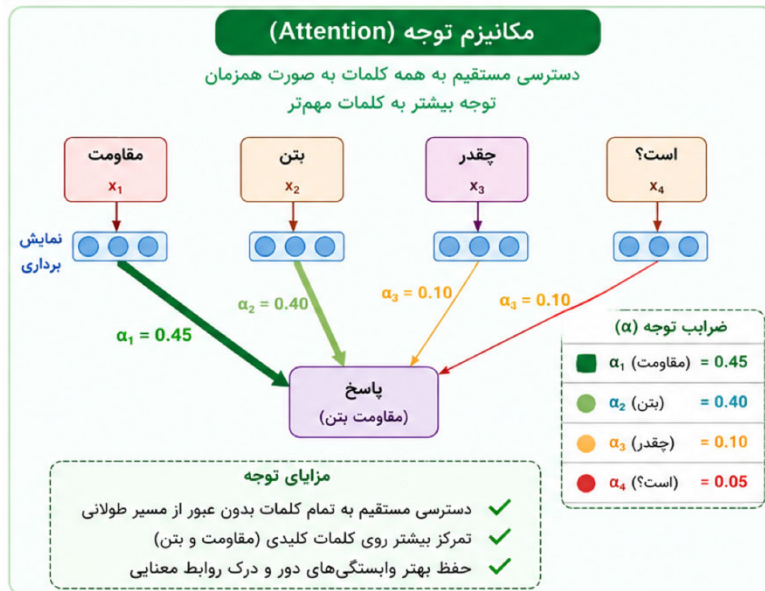 مکانیزم توجه (Attention)
دسترسی مستقیم به همه کلمات به صورت همزمان
توجه بیشتر به کلمات مهم‌تر
مقاومت
x₁
بتن
x₂
چقدر
x₃
است؟
x₄
نمایش
برداری
α₁ = 0.45
α₂ = 0.40
α₃ = 0.10
α₃ = 0.10
پاسخ
(مقاومت بتن)
ضرایب توجه (α)
α₁ (مقاومت) = 0.45
α₂ (بتن) = 0.40
α₃ (چقدر) = 0.10
α₄ (است؟) = 0.05
مزایای توجه
✓ دسترسی مستقیم به تمام کلمات بدون عبور از مسیر طولانی
✓ تمرکز بیشتر روی کلمات کلیدی (مقاومت و بتن)
✓ حفظ بهتر وابستگی‌های دور و درک روابط معنایی